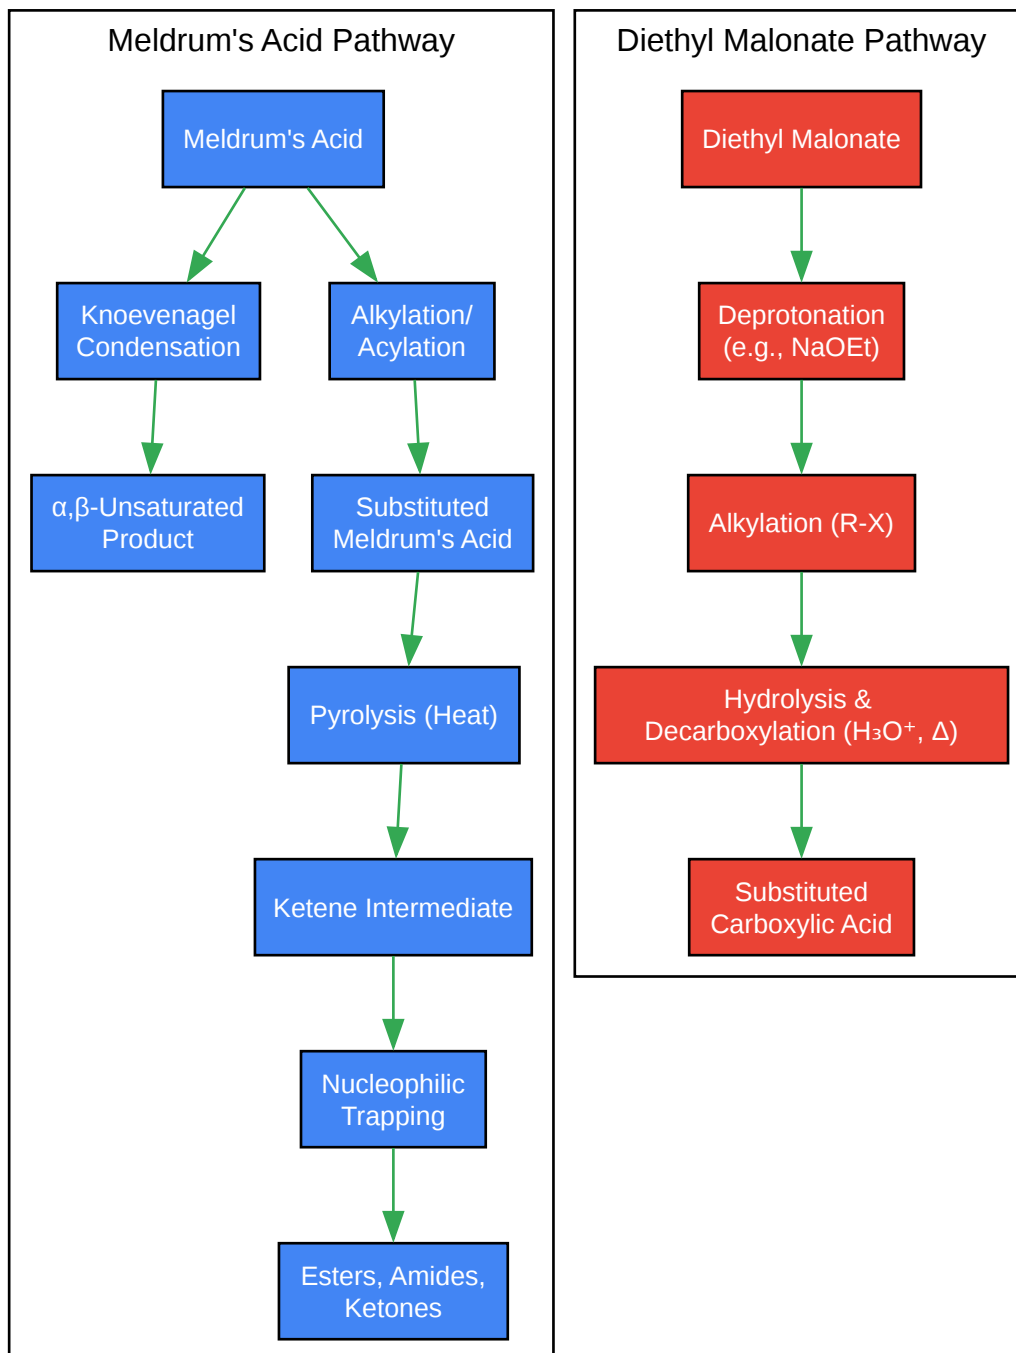 Meldrum's Acid Pathway
Meldrum's Acid
Knoevenagel
Condensation
Alkylation/
Acylation
α,β-Unsaturated
Product
Substituted
Meldrum's Acid
Pyrolysis (Heat)
Ketene Intermediate
Nucleophilic
Trapping
Esters, Amides,
Ketones
Diethyl Malonate Pathway
Diethyl Malonate
Deprotonation
(e.g., NaOEt)
Alkylation (R-X)
Hydrolysis &
Decarboxylation (H₃O⁺, Δ)
Substituted
Carboxylic Acid